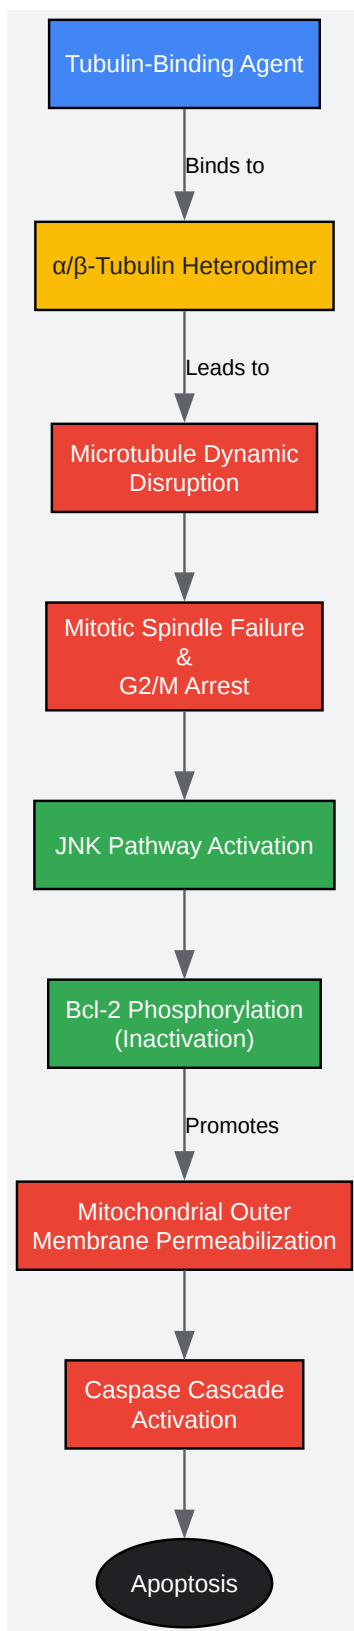 Tubulin-Binding Agent
Binds to
α/β-Tubulin Heterodimer
Leads to
Microtubule Dynamic
Disruption
Mitotic Spindle Failure
&
G2/M Arrest
JNK Pathway Activation
Bcl-2 Phosphorylation
(Inactivation)
Promotes
Mitochondrial Outer
Membrane Permeabilization
Caspase Cascade
Activation
Apoptosis